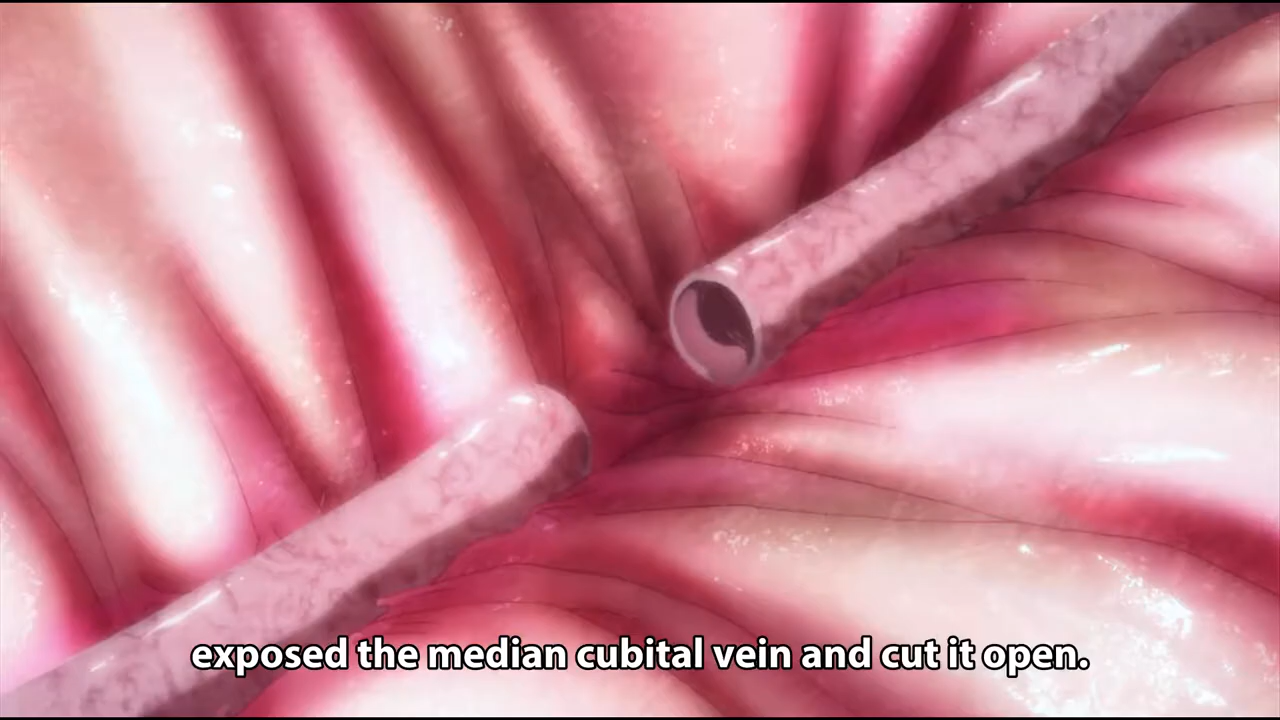 exposed the median cubital vein and cut it open.